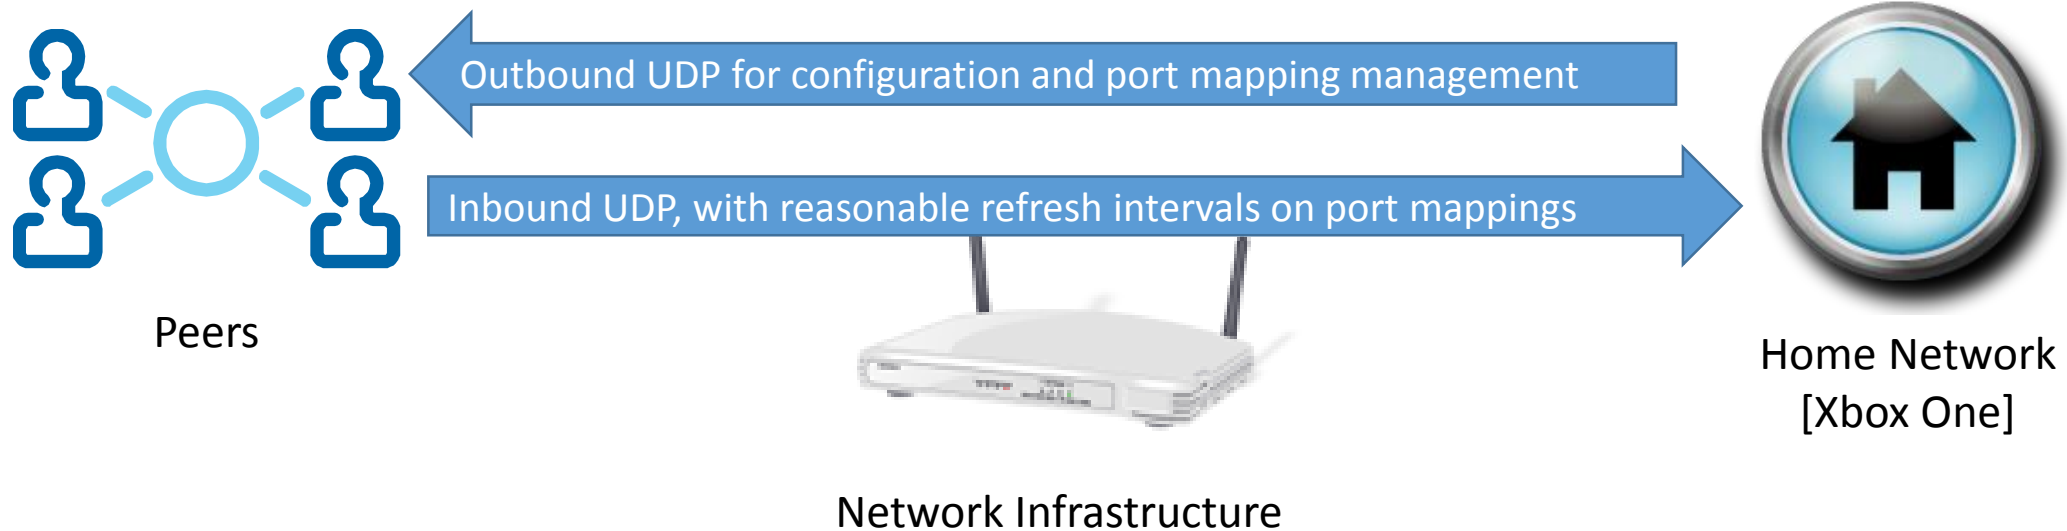 Outbound UDP for configuration and port mapping management
Inbound UDP, with reasonable refresh intervals on port mappings
Peers
Home Network
[Xbox One]
Network Infrastructure